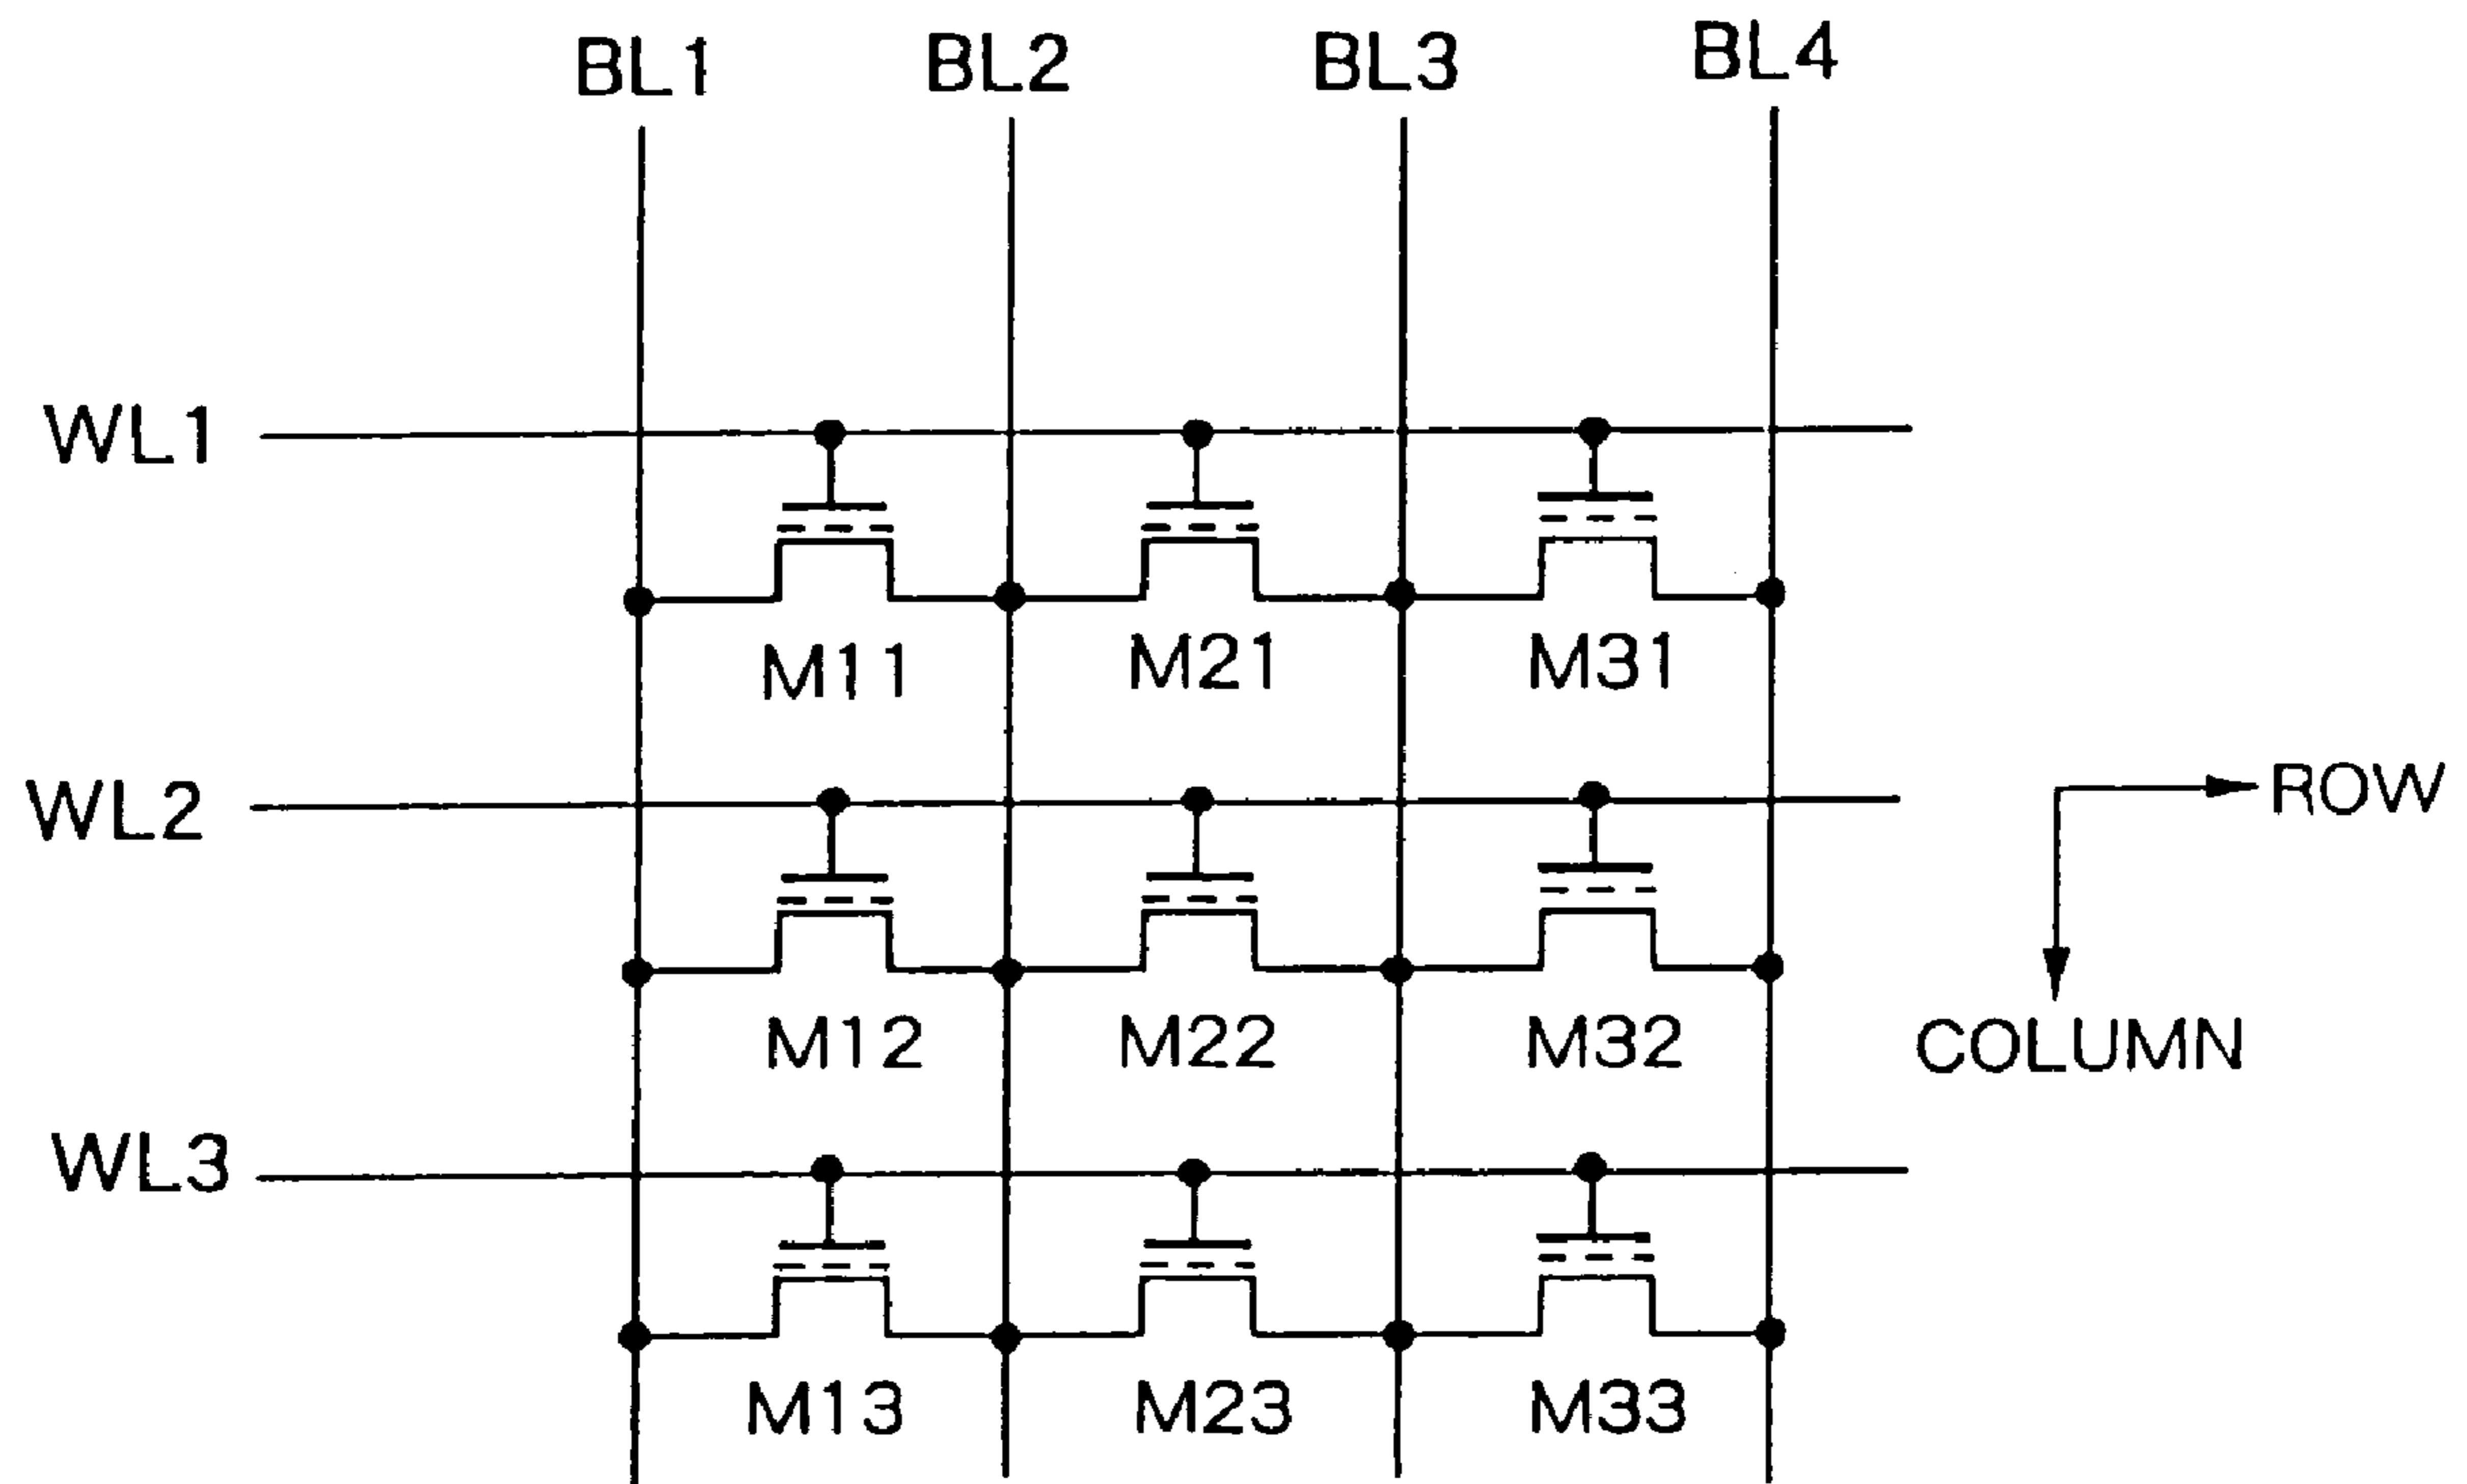 BL1 BL2 BL3 BL4
WL1
M11 M21 M31
WL2
ROW
M12 M22 M32
COLUMN
WL3
M13 M23 M33